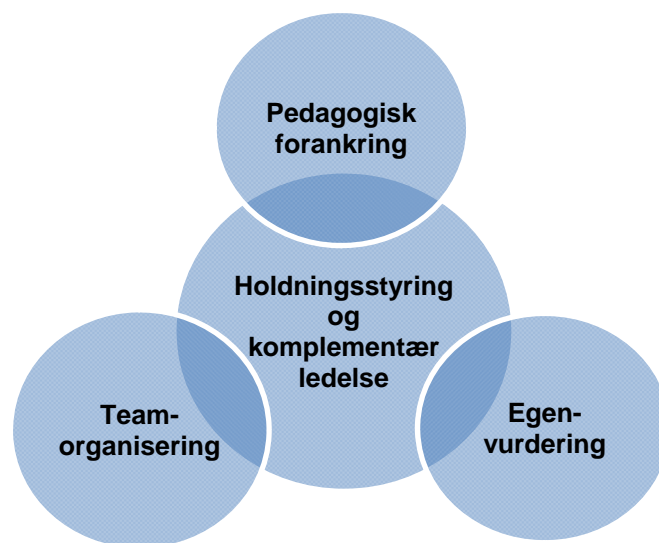 Pedagogisk
forankring
Holdningsstyring
og
komplementær
ledelse
Team-
organisering
Egen-
vurdering